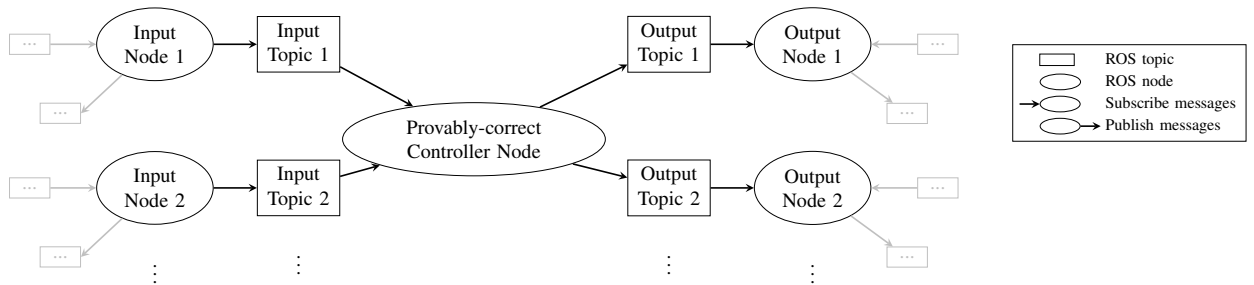 ...
Input
Node 1
Input
Topic 1
Output
Topic 1
Output
Node 1
...
...
...
Provably-correct
Controller Node
...
Input
Node 2
Input
Topic 2
Output
Topic 2
Output
Node 2
...
...
...
ROS topic
ROS node
Subscribe messages
Publish messages